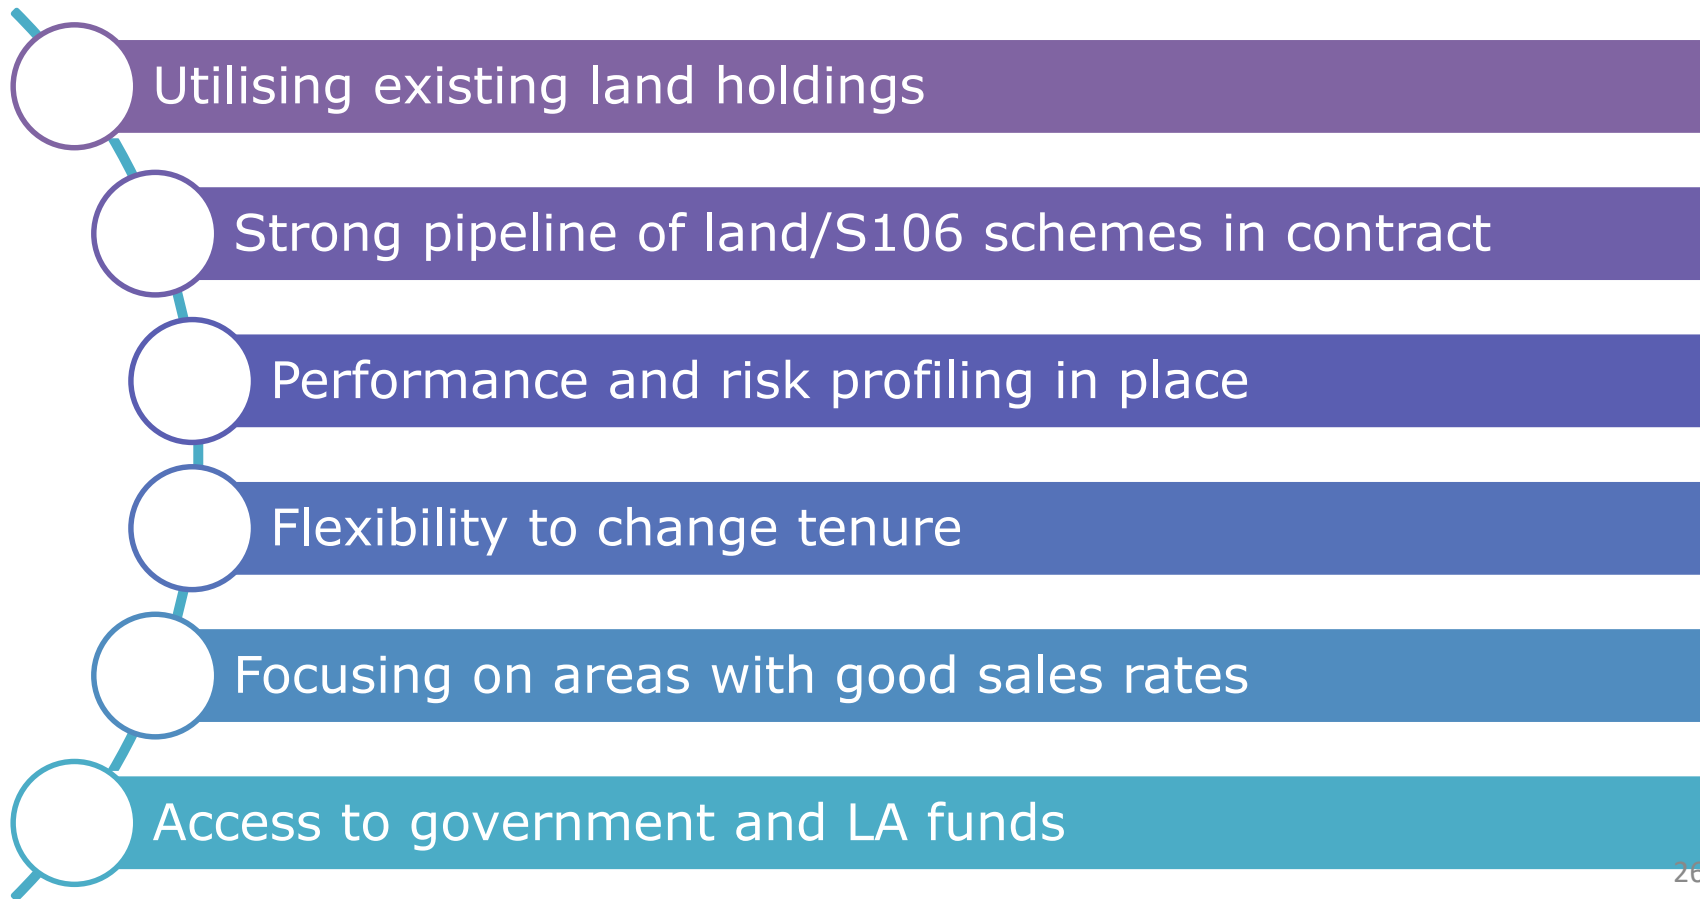 Utilising existing land holdings
Strong pipeline of land/S106 schemes in contract
Performance and risk profiling in place
Flexibility to change tenure
Focusing on areas with good sales rates
Access to government and LA funds
26